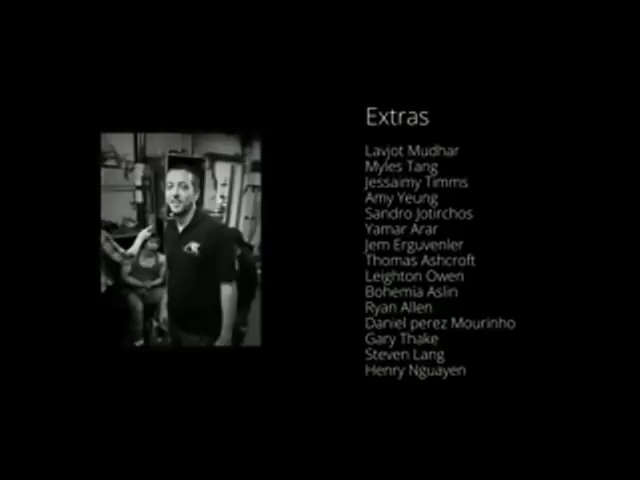 Extras
Lavjot Mudhar
Myles Tang
Jessaimy Timms
Amy Yeung
Sandro Jotirchos
Yamar Arar
Jem Erguvenler
Thomas Ashcroft
Leighton Owen
Bohemia Aslin
Ryan Allen
Daniel perez Mourinho
Gary Thake
Steven Lang
Henry Nguayen